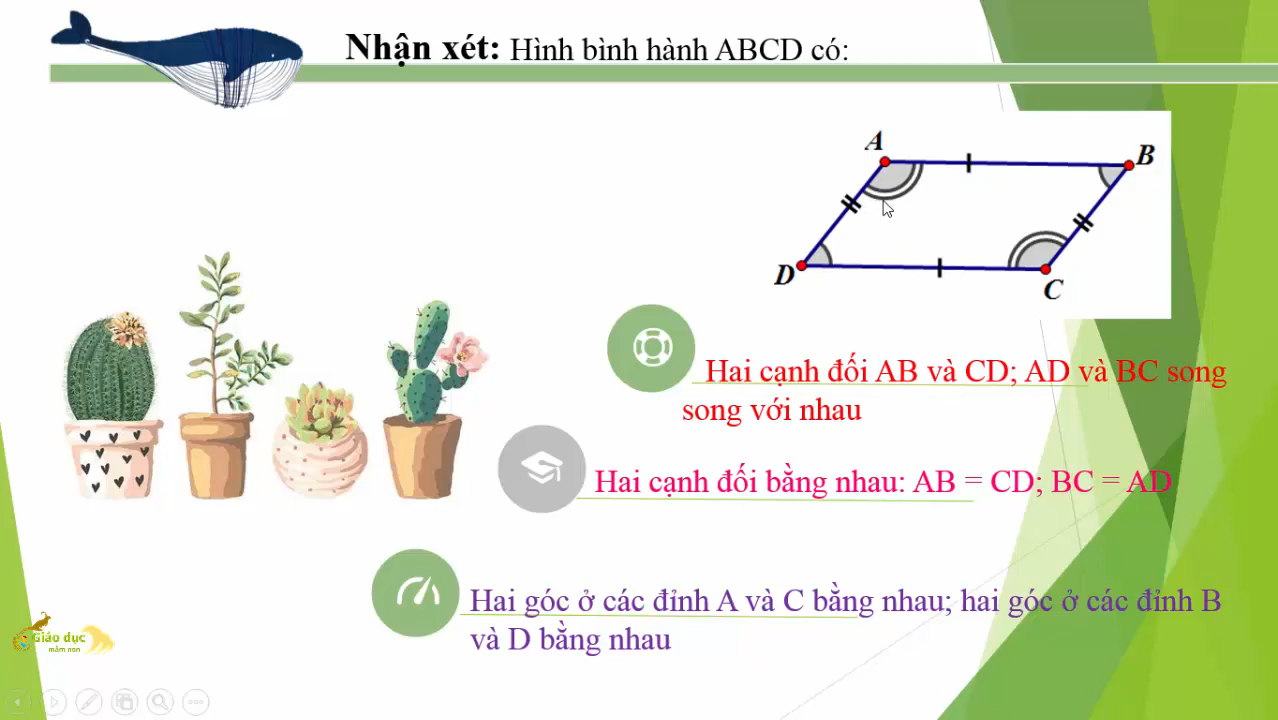 Nhận xét: Hình bình hành ABCD có:
A
B
D
C
Hai cạnh đối AB và CD; AD và BC song
song với nhau
Hai cạnh đối bằng nhau: AB = CD; BC = AD
Hai góc ở các đỉnh A và C bằng nhau; hai góc ở các đỉnh B
và D bằng nhau
Giáo dục
mầm non